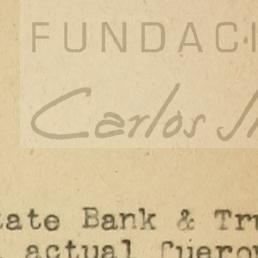 FUNDACI
Carlos
tate Bank & Tru
actual Cuerov